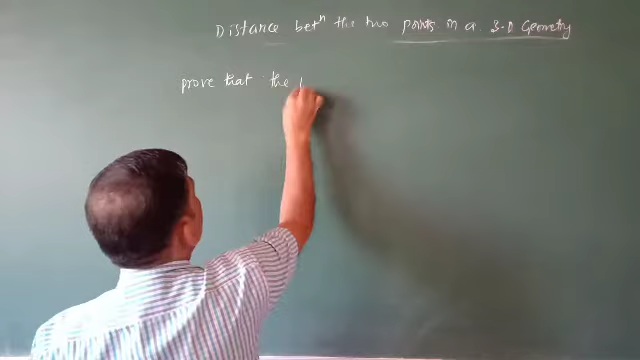 Distance betⁿ the two points in a 3-D Geometry
prove that the